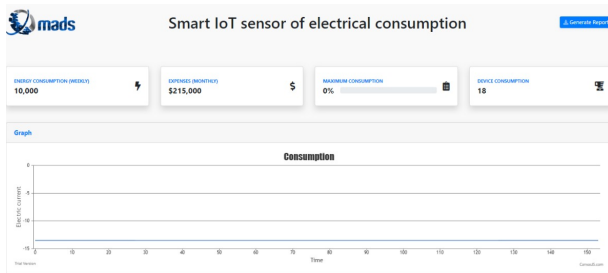 mads
Smart IoT sensor of electrical consumption
Generate Report
ENERGY CONSUMPTION (WEEKLY)
10,000
EXPENSES (MONTHLY)
$215,000
$
MAXIMUM CONSUMPTION
0%
DEVICE CONSUMPTION
18
Graph
Consumption
Electric current
0
-5
-10
-15
0 10 20 30 40 50 60 70 80 90 100 110 120 130 140 150
Time
Trial Version
CanvasJS.com